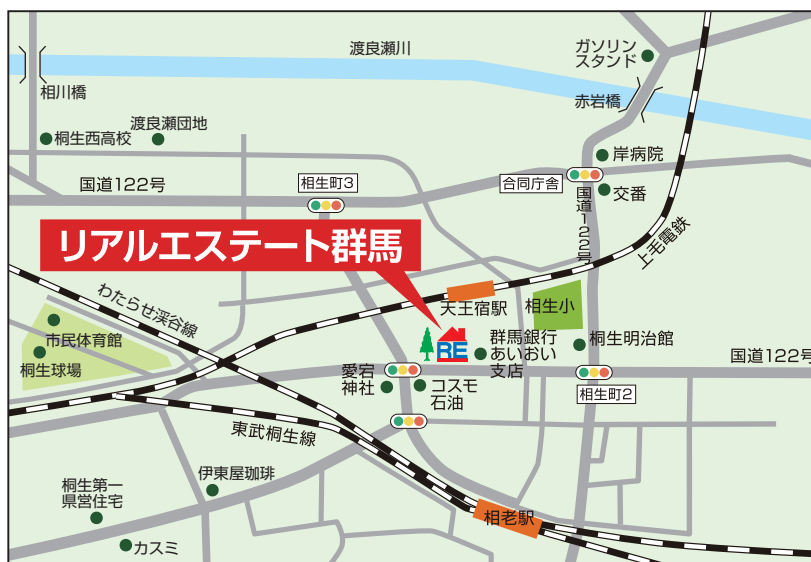 ガソリン
スタンド
渡良瀬川
相川橋
赤岩橋
渡良瀬団地
桐生西高校
岸病院
国道122号
相生町3
合同庁舎
交番
国道122号
リアルエステート群馬
上毛電鉄
わたらせ渓谷線
天王宿駅
相生小
市民体育館
桐生球場
RE
群馬銀行
あいおい
支店
桐生明治館
国道122号
愛宕
神社
コスモ
石油
相生町2
東武桐生線
伊東屋珈琲
桐生第一
県営住宅
相老駅
カスミ